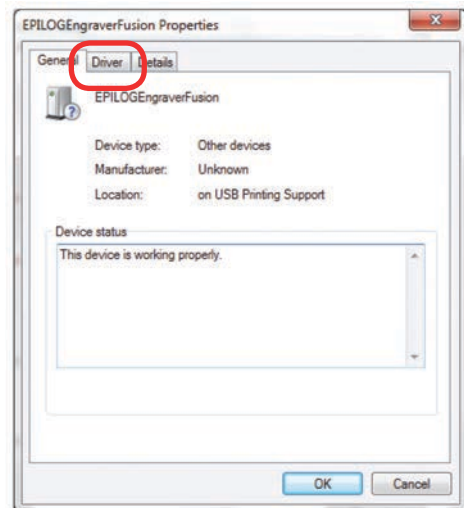 EPILOGEngraverFusion Properties
General Driver Details
EPILOGEngraverFusion
Device type: Other devices
Manufacturer: Unknown
Location: on USB Printing Support
Device status
This device is working properly.
OK Cancel